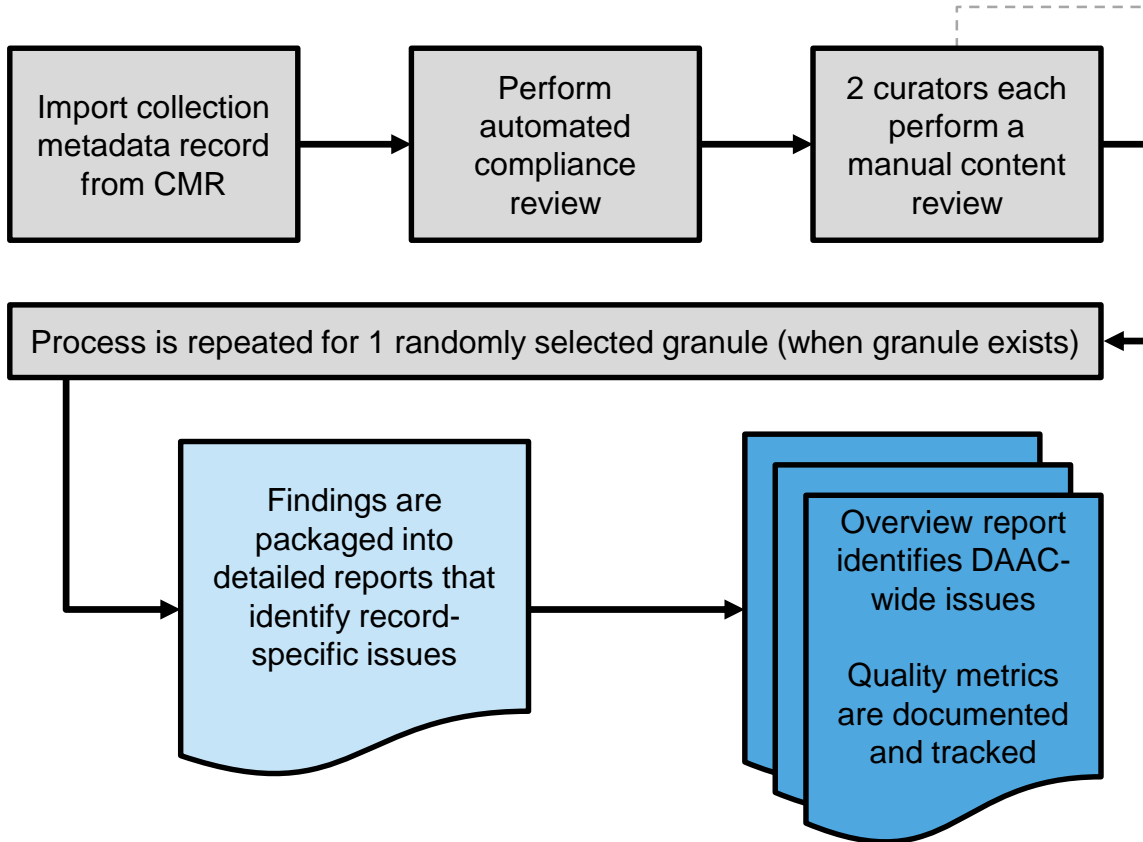 Import collection
metadata record
from CMR
Perform
automated
compliance
review
2 curators each
perform a
manual content
review
Process is repeated for 1 randomly selected granule (when granule exists)
Findings are
packaged into
detailed reports that
identify record-
specific issues
Overview report
identifies DAAC-
wide issues
Quality metrics
are documented
and tracked